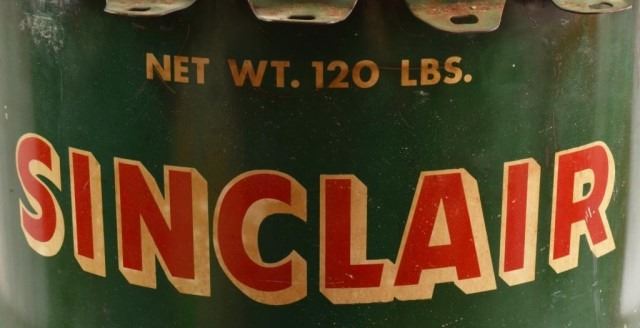 NET WT. 120 LBS.
SINCLAIR